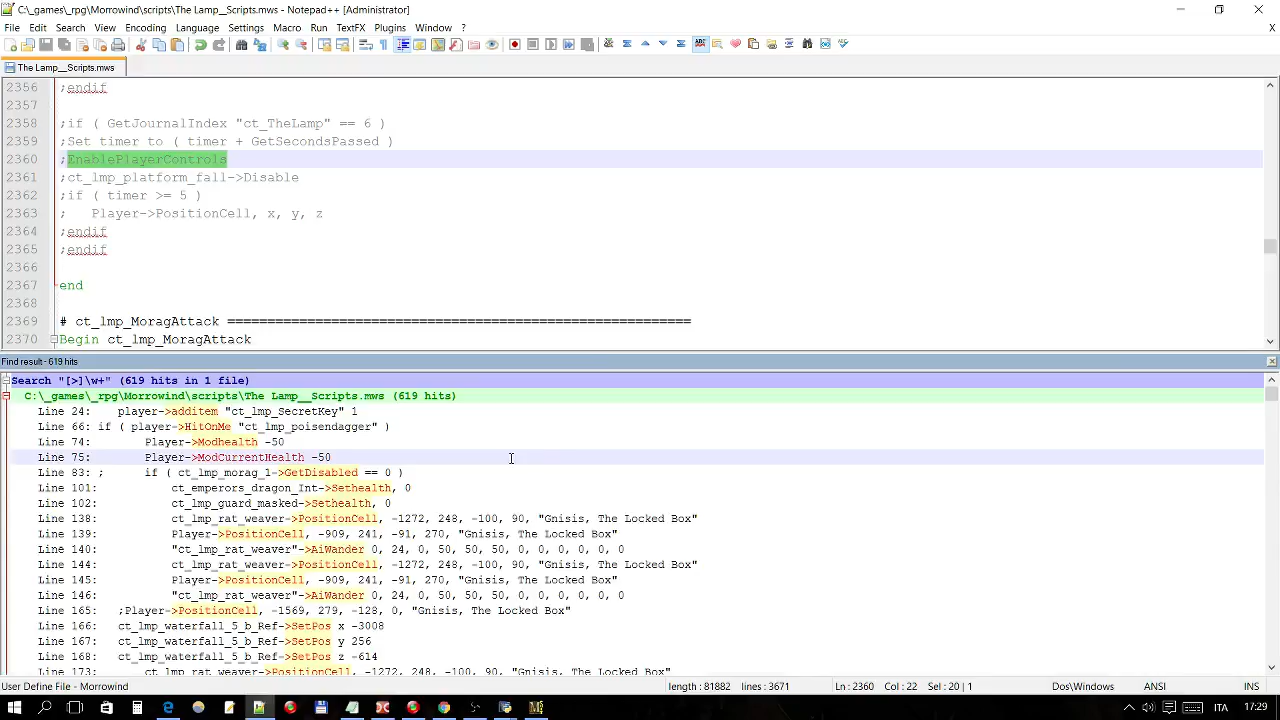 C:\_games\_rpg\Morrowind\scripts\The Lamp__Scripts.mws - Notepad++ [Administrator]
File Edit Search View Encoding Language Settings Macro Run TextFX Plugins Window ? X
The Lamp__Scripts.mws
2356 ;endif
2357
2358 ;if ( GetJournalIndex "ct_TheLamp" == 6 )
2359 ;Set timer to ( timer + GetSecondsPassed )
2360 ;EnablePlayerControls
2361 ;ct_lmp_platform_fall->Disable
2362 ;if ( timer >= 5 )
2363 ;   Player->PositionCell, x, y, z
2364 ;endif
2365 ;endif
2366
2367 end
2368
2369 # ct_lmp_MoragAttack ==========================================================
2370 Begin ct_lmp_MoragAttack
Find result - 619 hits
Search "[>]\w+" (619 hits in 1 file)
C:\_games\_rpg\Morrowind\scripts\The Lamp__Scripts.mws (619 hits)
Line 24: player->additem "ct_lmp_SecretKey" 1
Line 66: if ( player->HitOnMe "ct_lmp_poisendagger" )
Line 74: Player->Modhealth -50
Line 75: Player->ModCurrentHealth -50
Line 83: ; if ( ct_lmp_morag_1->GetDisabled == 0 )
Line 101: ct_emperors_dragon_Int->Sethealth, 0
Line 102: ct_lmp_guard_masked->Sethealth, 0
Line 138: ct_lmp_rat_weaver->PositionCell, -1272, 248, -100, 90, "Gnisis, The Locked Box"
Line 139: Player->PositionCell, -909, 241, -91, 270, "Gnisis, The Locked Box"
Line 140: "ct_lmp_rat_weaver"->AiWander 0, 24, 0, 50, 50, 50, 0, 0, 0, 0, 0, 0
Line 144: ct_lmp_rat_weaver->PositionCell, -1272, 248, -100, 90, "Gnisis, The Locked Box"
Line 145: Player->PositionCell, -909, 241, -91, 270, "Gnisis, The Locked Box"
Line 146: "ct_lmp_rat_weaver"->AiWander 0, 24, 0, 50, 50, 50, 0, 0, 0, 0, 0, 0
Line 165: ;Player->PositionCell, -1569, 279, -128, 0, "Gnisis, The Locked Box"
Line 166: ct_lmp_waterfall_5_b_Ref->SetPos x -3008
Line 167: ct_lmp_waterfall_5_b_Ref->SetPos y 256
Line 168: ct_lmp_waterfall_5_b_Ref->SetPos z -614
Line 173: ct_lmp_rat_weaver->PositionCell, -1272, 248, -100, 90, "Gnisis, The Locked Box"
User Define File - Morrowind length : 81882 lines : 3671 Ln : 2360 Col : 22 Sel : 20 | 1 Dos\Windows ANSI INS
ITA 17:29